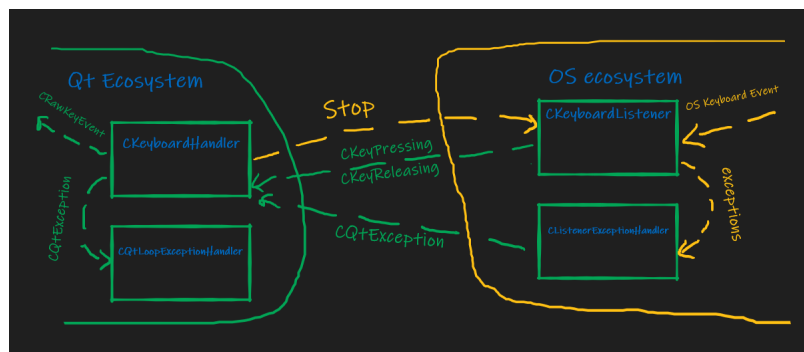 Qt Ecosystem
OS ecosystem
CRawKeyEvent
Stop
OS Keyboard Event
CKeyboardHandler
CKeyboardListener
CKeyPressing
CKeyReleasing
exceptions
CQtException
CQtException
CQtLoopExceptionHandler
CListenerExceptionHandler